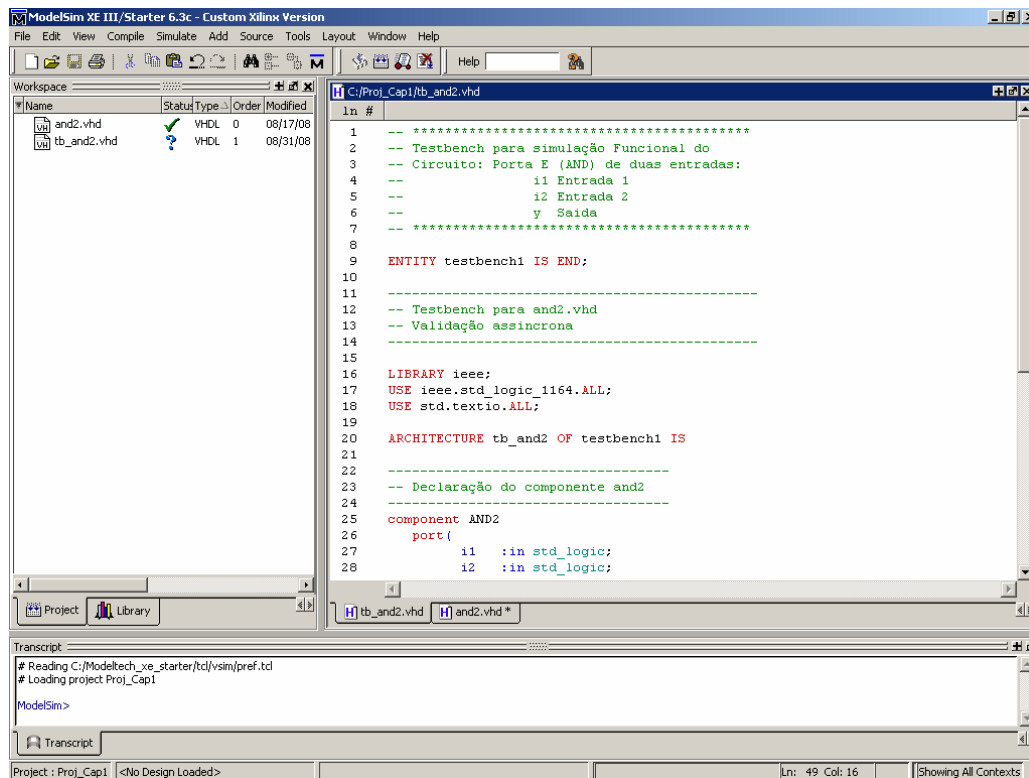 ModelSim XE III/Starter 6.3c - Custom Xilinx Version
File Edit View Compile Simulate Add Source Tools Layout Window Help
Help
Workspace
Name Status Type Order Modified
and2.vhd VHDL 0 08/17/08
tb_and2.vhd VHDL 1 08/31/08
Project Library
C:/Proj_Cap1/tb_and2.vhd
ln #
1 -- ******************************************
2 -- Testbench para simulação Funcional do
3 -- Circuito: Porta E (AND) de duas entradas:
4 -- i1 Entrada 1
5 -- i2 Entrada 2
6 -- y Saida
7 -- ******************************************
8
9 ENTITY testbench1 IS END;
10
11 ----------------------------------------------
12 -- Testbench para and2.vhd
13 -- Validação assincrona
14 ----------------------------------------------
15
16 LIBRARY ieee;
17 USE ieee.std_logic_1164.ALL;
18 USE std.textio.ALL;
19
20 ARCHITECTURE tb_and2 OF testbench1 IS
21
22 -----------------------------------
23 -- Declaração do componente and2
24 -----------------------------------
25 component AND2
26 port(
27 i1 :in std_logic;
28 i2 :in std_logic;
tb_and2.vhd and2.vhd *
Transcript
# Reading C:/Modeltech_xe_starter/tcl/vsim/pref.tcl
# Loading project Proj_Cap1
ModelSim>
Transcript
Project : Proj_Cap1 <No Design Loaded> Ln: 49 Col: 16 Showing All Contexts